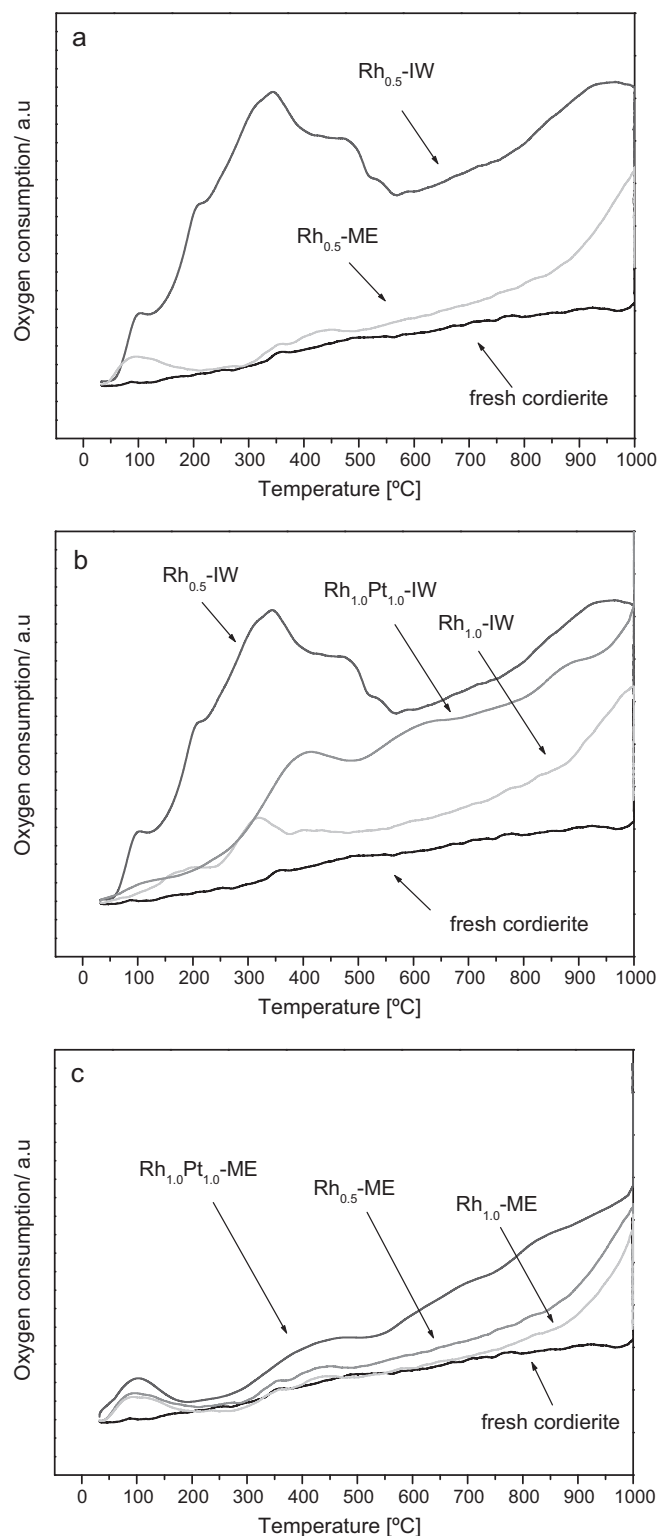 a
Rh0.5-IW
Rh0.5-ME
fresh cordierite
Oxygen consumption/ a.u
0 100 200 300 400 500 600 700 800 900 1000
Temperature [ºC]
b
Rh0.5-IW
Rh1.0Pt1.0-IW
Rh1.0-IW
fresh cordierite
Oxygen consumption/ a.u
0 100 200 300 400 500 600 700 800 900 1000
Temperature [ºC]
c
Rh1.0Pt1.0-ME
Rh0.5-ME
Rh1.0-ME
fresh cordierite
Oxygen consumption/ a.u
0 100 200 300 400 500 600 700 800 900 1000
Temperature [ºC]